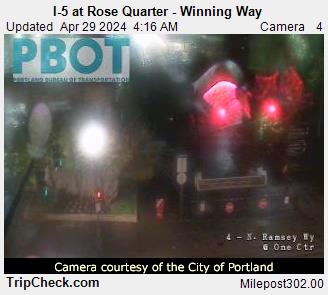 I-5 at Rose Quarter - Winning Way
Updated Apr 29 2024 4:16 AM Camera 4
PBOT
PORTLAND BUREAU OF TRANSPORTATION
4 - N. Ramsey Wy
@ One Ctr
Camera courtesy of the City of Portland
TripCheck.com Milepost302.00